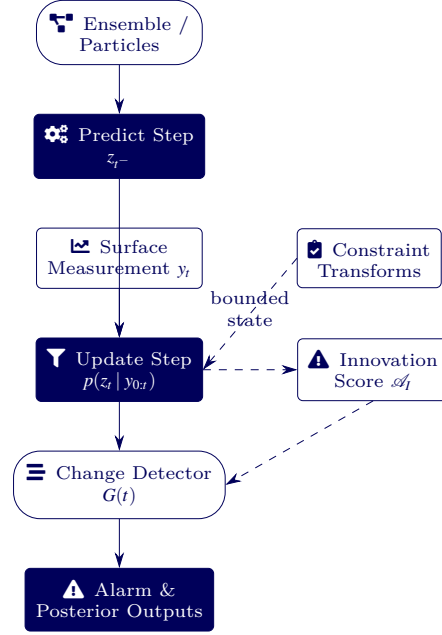 Ensemble /
Particles
Predict Step
z_{t^-}
Surface
Measurement y_t
Constraint
Transforms
bounded
state
Update Step
p(z_t | y_{0:t})
Innovation
Score 𝒜_I
Change Detector
G(t)
Alarm &
Posterior Outputs